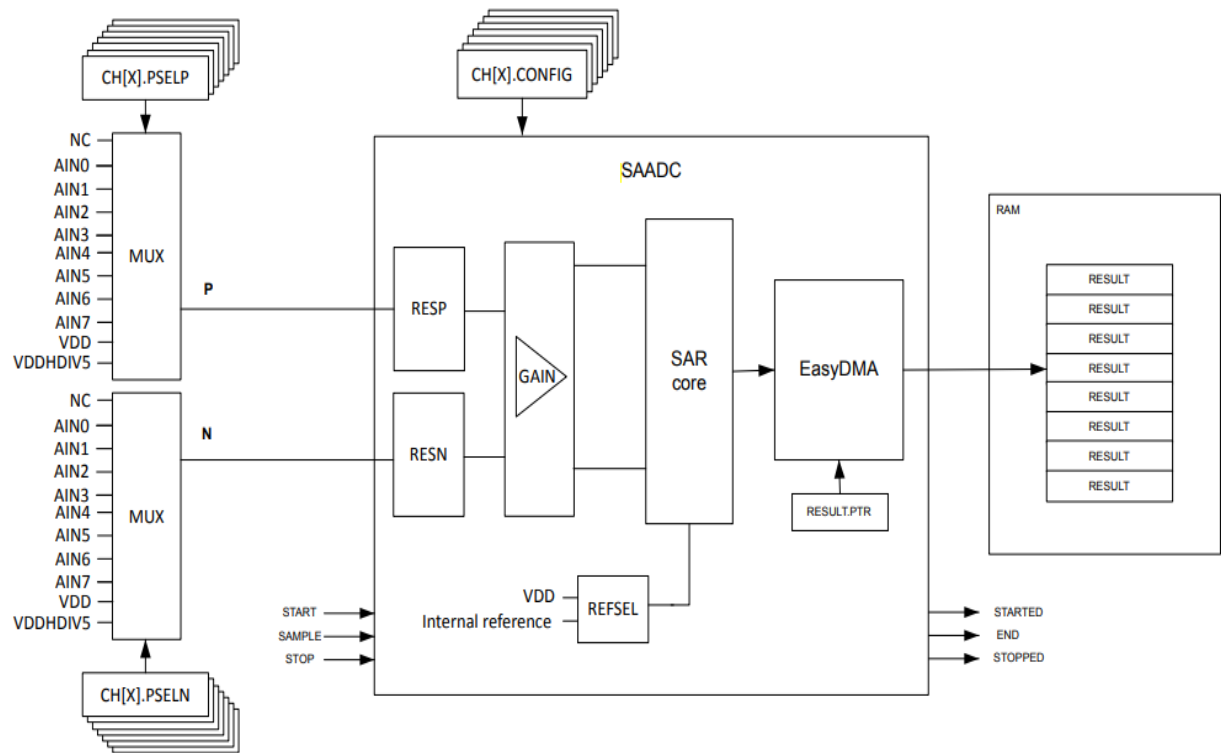 CH[X].PSELP
CH[X].CONFIG
NC
AIN0
AIN1
AIN2
AIN3
AIN4
AIN5
AIN6
AIN7
VDD
VDDHDIV5
MUX
P
NC
AIN0
AIN1
AIN2
AIN3
AIN4
AIN5
AIN6
AIN7
VDD
VDDHDIV5
MUX
N
CH[X].PSELN
SAADC
RESP
RESN
GAIN
SAR
core
EasyDMA
RESULT.PTR
VDD
Internal reference
REFSEL
START
SAMPLE
STOP
STARTED
END
STOPPED
RAM
RESULT
RESULT
RESULT
RESULT
RESULT
RESULT
RESULT
RESULT